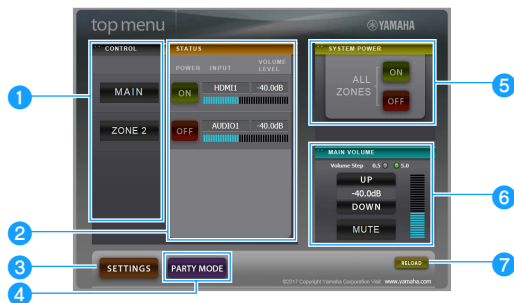 top menu
YAMAHA
CONTROL
MAIN
ZONE 2
STATUS
POWER INPUT VOLUME LEVEL
ON HDMI1 -40.0dB
OFF AUDIO1 -40.0dB
SYSTEM POWER
ALL ZONES
ON
OFF
MAIN VOLUME
Volume Step 0.5 5.0
UP
-40.0dB
DOWN
MUTE
SETTINGS
PARTY MODE
RELOAD
©2017 Copyright Yamaha Corporation Visit www.yamaha.com
1
2
3
4
5
6
7